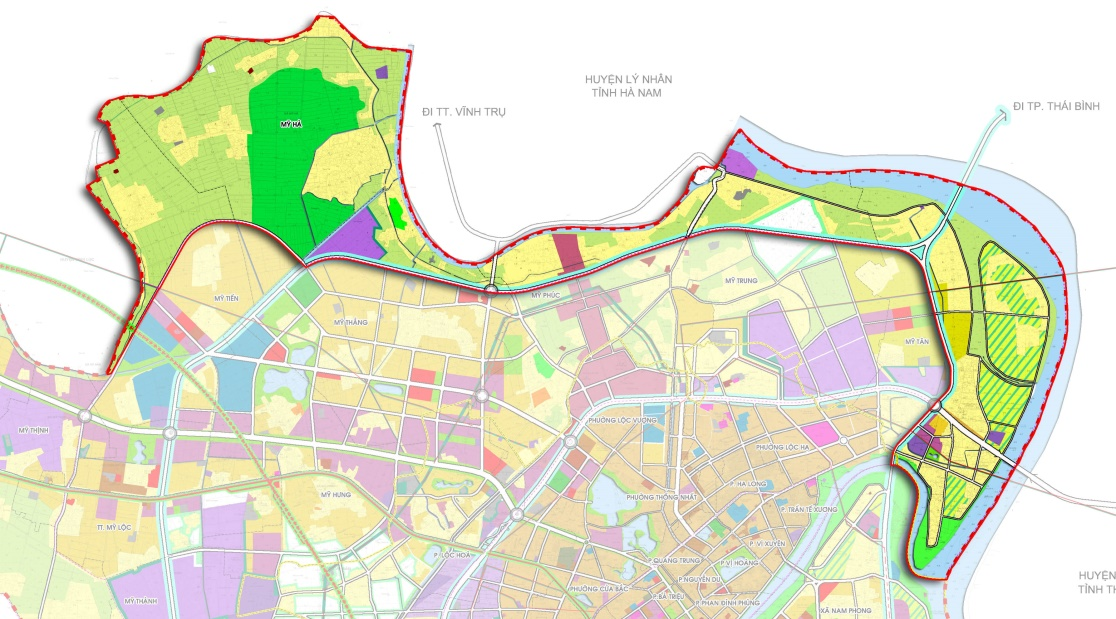 HUYỆN LÝ NHÂN
TỈNH HÀ NAM
ĐI TT. VĨNH TRỤ
ĐI TP. THÁI BÌNH
MỸ HÀ
MỸ TIẾN
MỸ THẮNG
MỸ PHÚC
MỸ TRUNG
MỸ TÂN
MỸ THỊNH
MỸ HƯNG
TT. MỸ LỘC
MỸ THÀNH
PHƯỜNG LỘC VƯỢNG
PHƯỜNG LỘC HẠ
P. HẠ LONG
PHƯỜNG THỐNG NHẤT
P. TRẦN TẾ XƯƠNG
P. LỘC HOÀ
P. VỊ XUYÊN
P. QUANG TRUNG
P. VỊ HOÀNG
P. NGUYỄN DU
PHƯỜNG CỬA BẮC
P. BÀ TRIỆU
P. PHAN ĐÌNH PHÙNG
XÃ NAM PHONG
HUYỆN
TỈNH TH